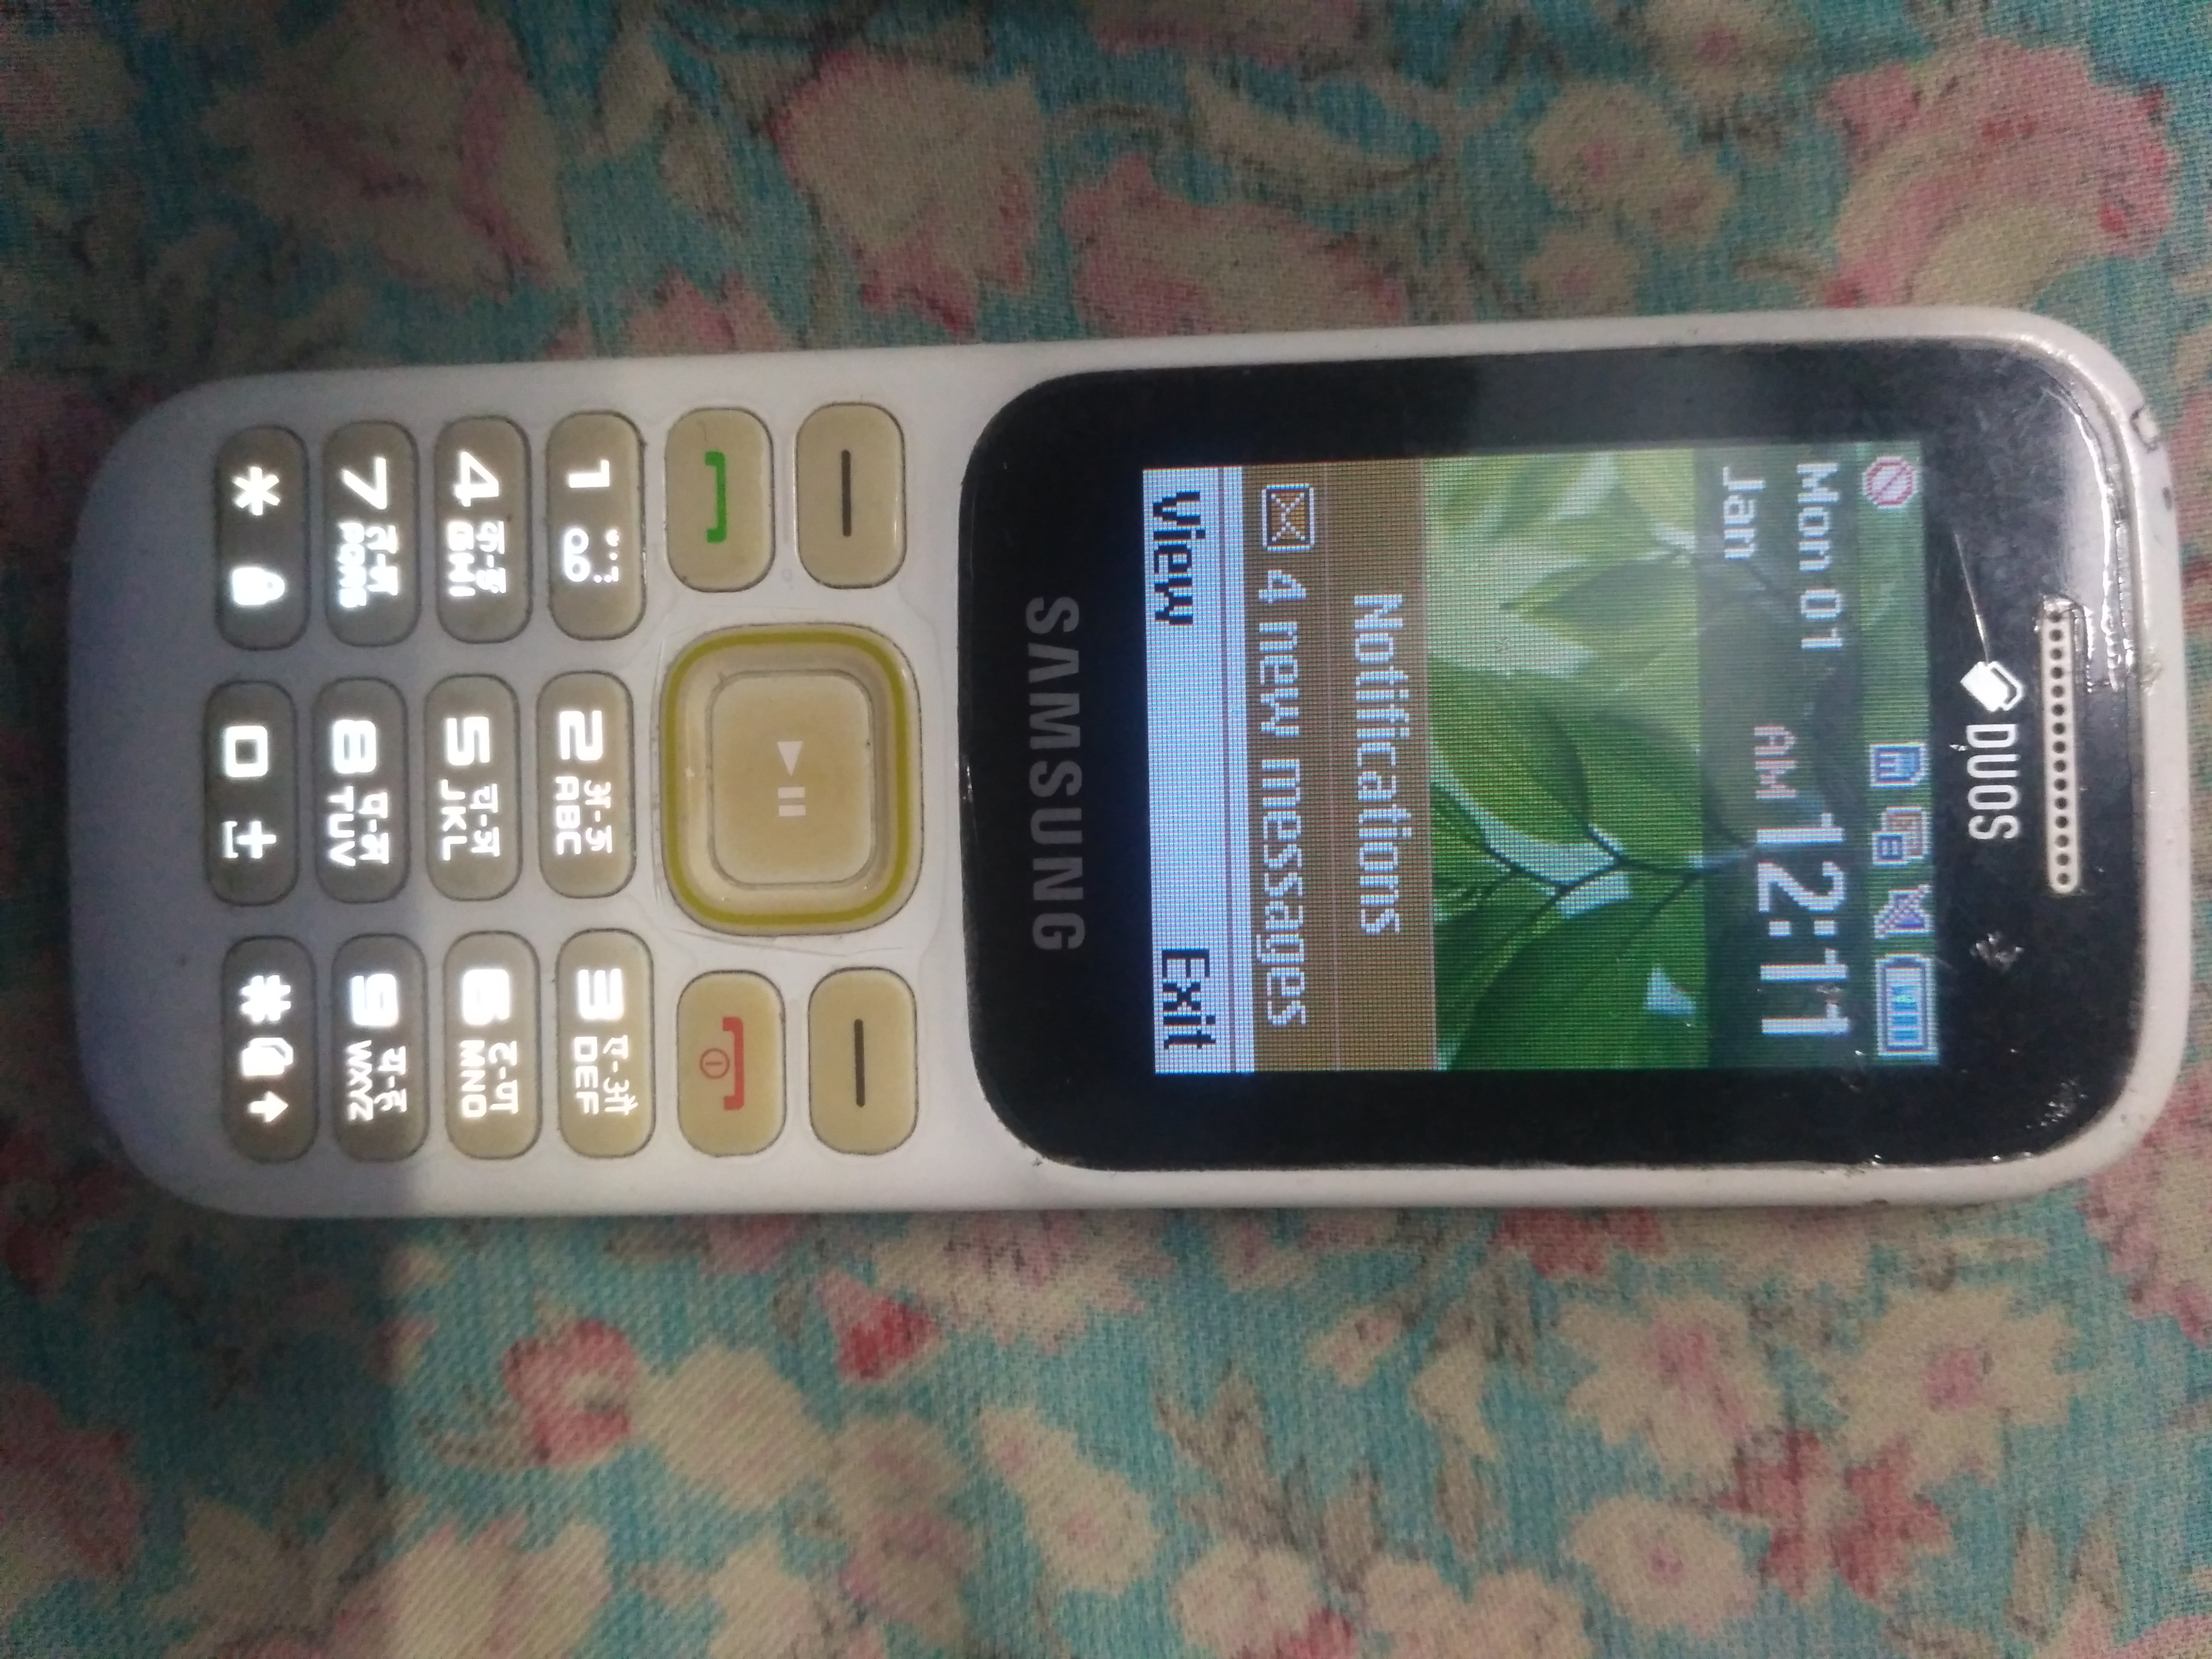 DUOS
Mon 01 AM 12:11
Jan
Notifications
4 new messages
View Exit
SAMSUNG
1 2 अ-ऊ ABC 3 ए-औ DEF
4 क-ङ GHI 5 च-ञ JKL 6 ट-ण MNO
7 त-न PQRS 8 प-म TUV 9 य-ह WXYZ
* 0 + #